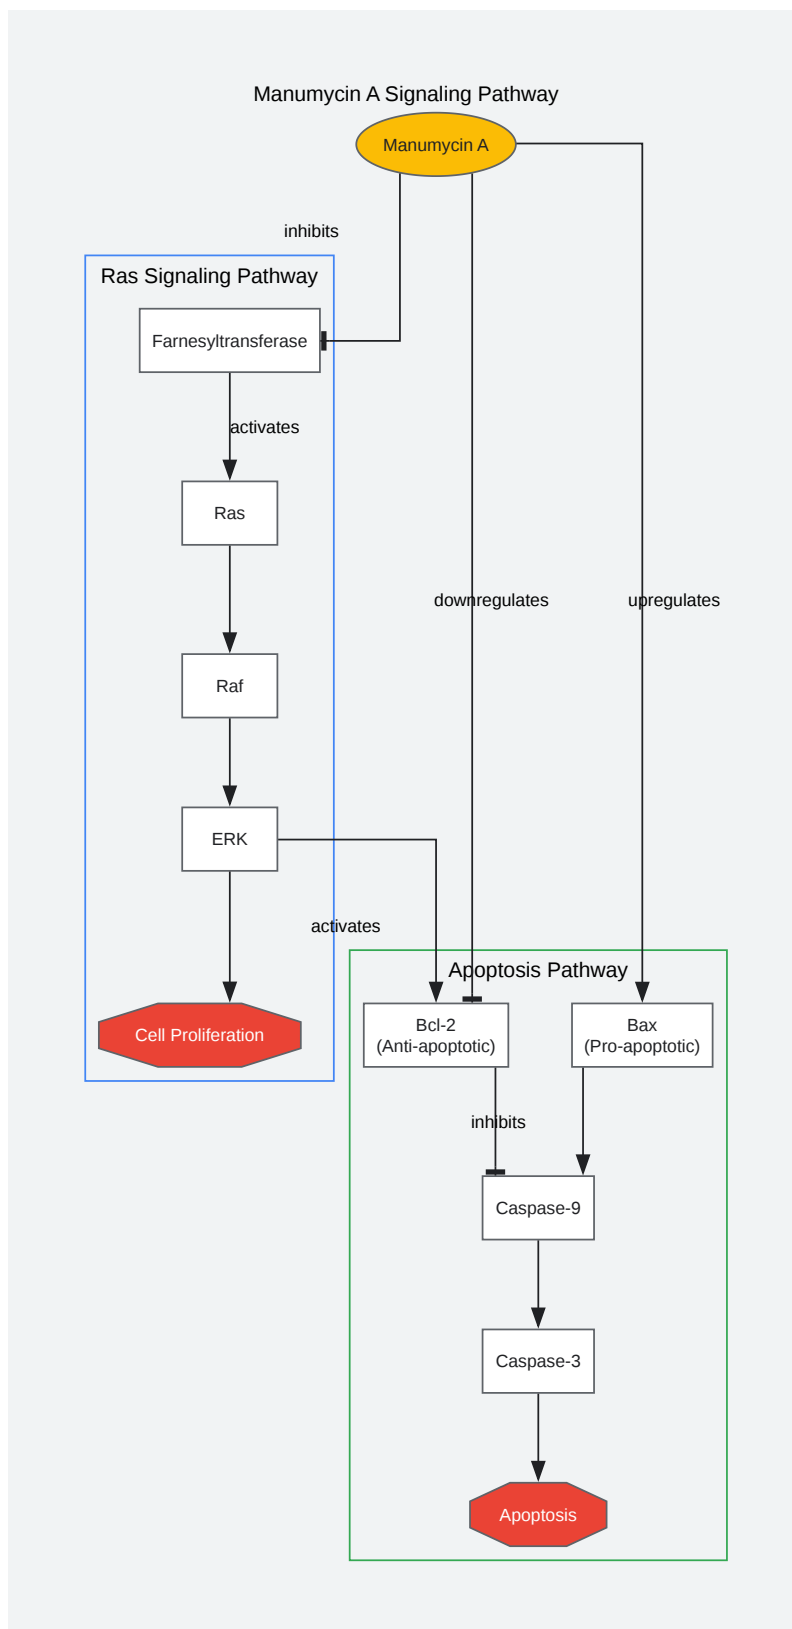 Manumycin A Signaling Pathway
Manumycin A
inhibits
Ras Signaling Pathway
Farnesyltransferase
activates
Ras
downregulates
upregulates
Raf
ERK
activates
Apoptosis Pathway
Bcl-2
(Anti-apoptotic)
Bax
(Pro-apoptotic)
Cell Proliferation
inhibits
Caspase-9
Caspase-3
Apoptosis